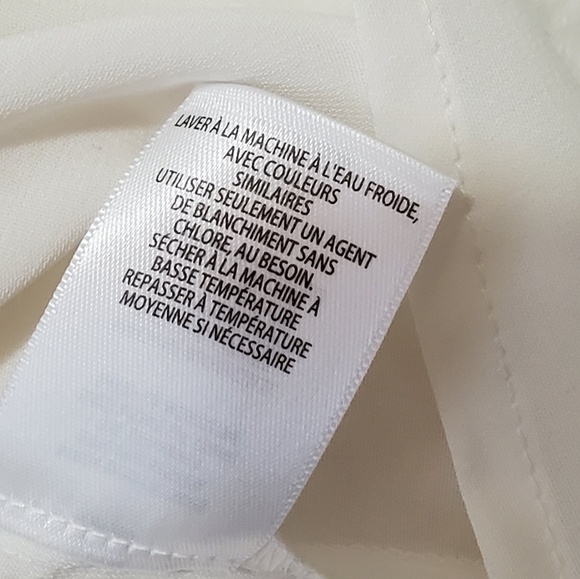 LAVER À LA MACHINE À L'EAU FROIDE,
AVEC COULEURS
SIMILAIRES
UTILISER SEULEMENT UN AGENT
DE BLANCHIMENT SANS
CHLORE, AU BESOIN.
SÉCHER À LA MACHINE À
BASSE TEMPÉRATURE
REPASSER À TEMPÉRATURE
MOYENNE SI NÉCESSAIRE